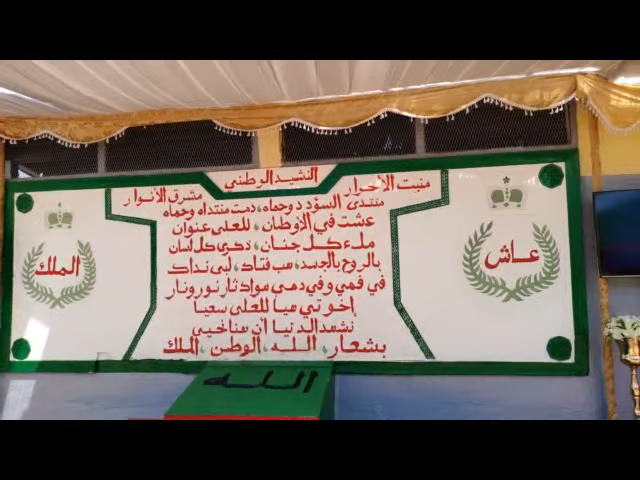 النشيد الوطني
منبت الأحرار مشرق الأنوار
منتدى السؤدد وحماه دمت منتداه وحماه
عشت في الأوطان للعلى عنوان
ملء كل جنان ذكرى كل لسان
بالروح بالجسد هب فتاك لبى نداك
في فمي وفي دمي هواك ثار نور ونار
إخوتي هيا للعلى سعيا
نشهد الدنيا أن هنا نحيى
بشعار الله الوطن الملك
عاش
الملك
الله